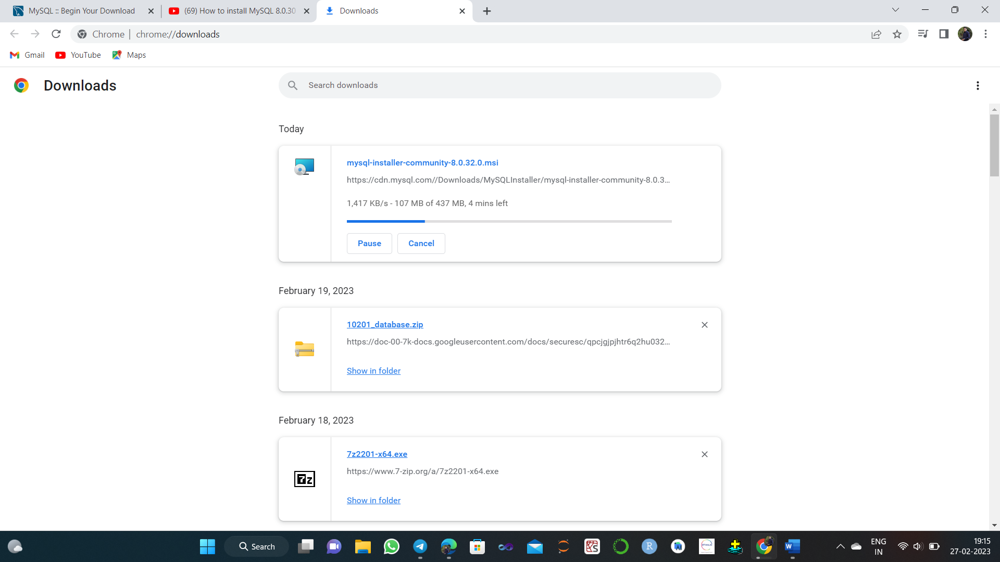 MySQL :: Begin Your Download
(69) How to install MySQL 8.0.30
Downloads
Chrome | chrome://downloads
Gmail
YouTube
Maps
Downloads
Search downloads
Today
mysql-installer-community-8.0.32.0.msi
https://cdn.mysql.com//Downloads/MySQLInstaller/mysql-installer-community-8.0.3...
1,417 KB/s - 107 MB of 437 MB, 4 mins left
Pause
Cancel
February 19, 2023
10201_database.zip
https://doc-00-7k-docs.googleusercontent.com/docs/securesc/qpcjgjpjhtr6q2hu032...
Show in folder
February 18, 2023
7z2201-x64.exe
https://www.7-zip.org/a/7z2201-x64.exe
7z
Show in folder
Search
R
W
ENG
IN
19:15
27-02-2023